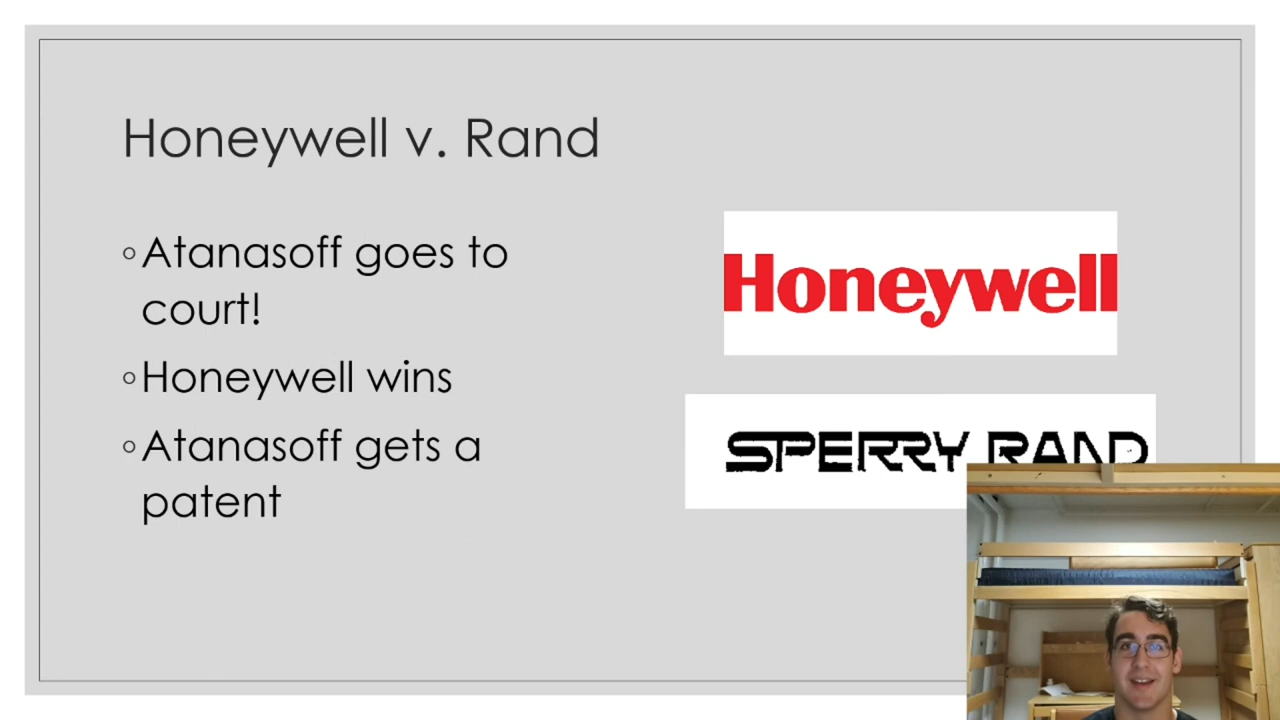 Honeywell v. Rand
◦Atanasoff goes to
court!
◦Honeywell wins
◦Atanasoff gets a
patent
Honeywell
SPERRY RAND